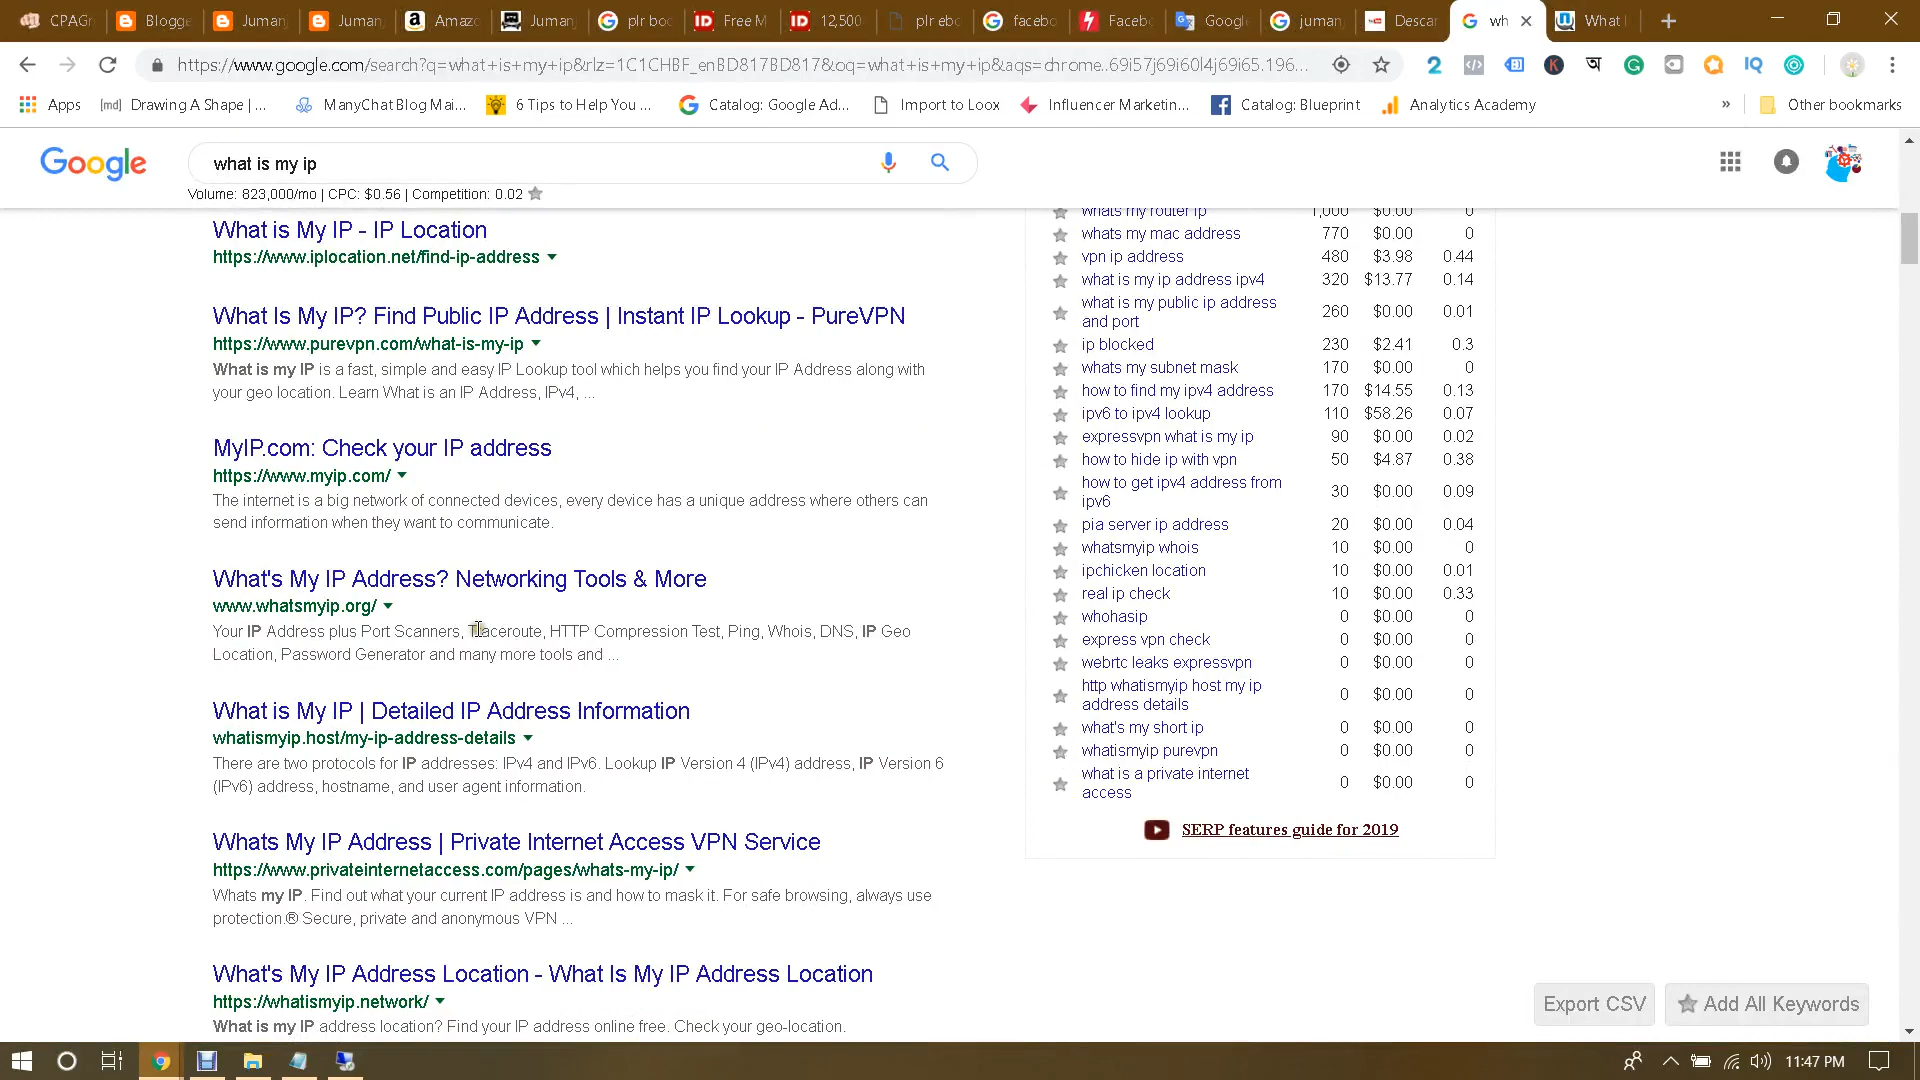 CPAGr
Blogge
Juman
Juman
Amazo
Juman
plr boo
Free M
12,500
plr ebo
facebo
Facebo
Google
juman
Descar
wh
What I
https://www.google.com/search?q=what+is+my+ip&rlz=1C1CHBF_enBD817BD817&oq=what+is+my+ip&aqs=chrome..69i57j69i60l4j69i65.196...
Apps
Drawing A Shape | ...
ManyChat Blog Mai...
6 Tips to Help You ...
Catalog: Google Ad...
Import to Loox
Influencer Marketin...
Catalog: Blueprint
Analytics Academy
»
Other bookmarks
Google
what is my ip
Volume: 823,000/mo | CPC: $0.56 | Competition: 0.02
What is My IP - IP Location
https://www.iplocation.net/find-ip-address
What Is My IP? Find Public IP Address | Instant IP Lookup - PureVPN
https://www.purevpn.com/what-is-my-ip
What is my IP is a fast, simple and easy IP Lookup tool which helps you find your IP Address along with
your geo location. Learn What is an IP Address, IPv4, ...
MyIP.com: Check your IP address
https://www.myip.com/
The internet is a big network of connected devices, every device has a unique address where others can
send information when they want to communicate.
What's My IP Address? Networking Tools & More
www.whatsmyip.org/
Your IP Address plus Port Scanners, Traceroute, HTTP Compression Test, Ping, Whois, DNS, IP Geo
Location, Password Generator and many more tools and ...
What is My IP | Detailed IP Address Information
whatismyip.host/my-ip-address-details
There are two protocols for IP addresses: IPv4 and IPv6. Lookup IP Version 4 (IPv4) address, IP Version 6
(IPv6) address, hostname, and user agent information.
Whats My IP Address | Private Internet Access VPN Service
https://www.privateinternetaccess.com/pages/whats-my-ip/
Whats my IP. Find out what your current IP address is and how to mask it. For safe browsing, always use
protection.® Secure, private and anonymous VPN ...
What's My IP Address Location - What Is My IP Address Location
https://whatismyip.network/
What is my IP address location? Find your IP address online free. Check your geo-location.
whats my router ip 1,000 $0.00 0
whats my mac address 770 $0.00 0
vpn ip address 480 $3.98 0.44
what is my ip address ipv4 320 $13.77 0.14
what is my public ip address
and port 260 $0.00 0.01
ip blocked 230 $2.41 0.3
whats my subnet mask 170 $0.00 0
how to find my ipv4 address 170 $14.55 0.13
ipv6 to ipv4 lookup 110 $58.26 0.07
expressvpn what is my ip 90 $0.00 0.02
how to hide ip with vpn 50 $4.87 0.38
how to get ipv4 address from
ipv6 30 $0.00 0.09
pia server ip address 20 $0.00 0.04
whatsmyip whois 10 $0.00 0
ipchicken location 10 $0.00 0.01
real ip check 10 $0.00 0.33
whohasip 0 $0.00 0
express vpn check 0 $0.00 0
webrtc leaks expressvpn 0 $0.00 0
http whatismyip host my ip
address details 0 $0.00 0
what's my short ip 0 $0.00 0
whatismyip purevpn 0 $0.00 0
what is a private internet
access 0 $0.00 0
SERP features guide for 2019
Export CSV
Add All Keywords
11:47 PM